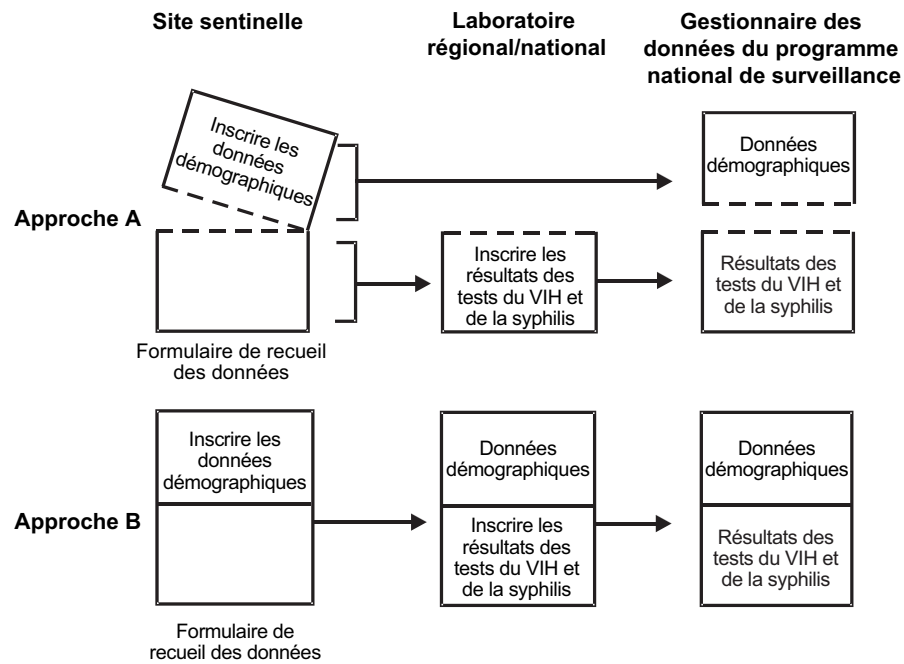 Site sentinelle
Laboratoire
régional/national
Gestionnaire des
données du programme
national de surveillance
Approche A
Inscrire les
données
démographiques
Données
démographiques
Inscrire les
résultats des
tests du VIH et
de la syphilis
Résultats des
tests du VIH et
de la syphilis
Formulaire de recueil
des données
Approche B
Inscrire les
données
démographiques
Données
démographiques
Inscrire les
résultats des
tests du VIH et
de la syphilis
Données
démographiques
Résultats des
tests du VIH et
de la syphilis
Formulaire de
recueil des données